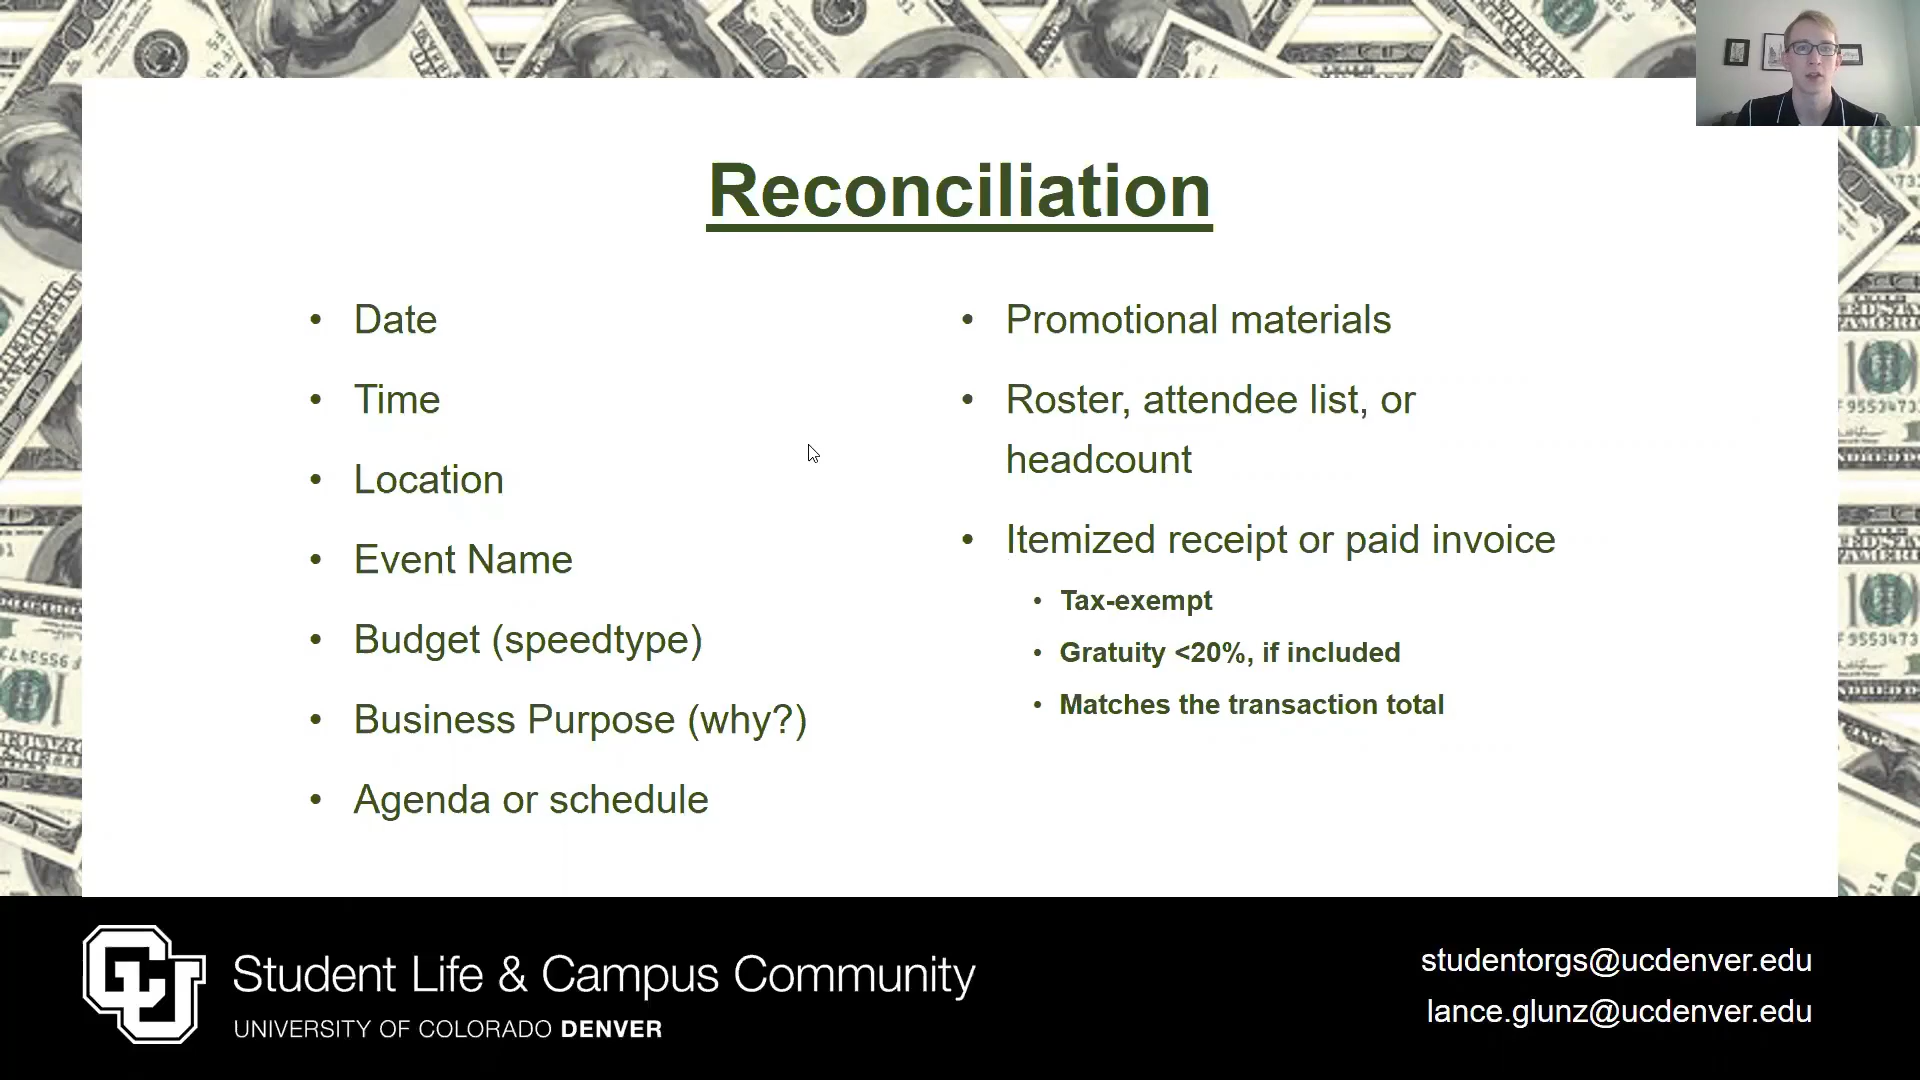 Reconciliation
• Date
• Time
• Location
• Event Name
• Budget (speedtype)
• Business Purpose (why?)
• Agenda or schedule
• Promotional materials
• Roster, attendee list, or
headcount
• Itemized receipt or paid invoice
• Tax-exempt
• Gratuity <20%, if included
• Matches the transaction total
CU
Student Life & Campus Community
UNIVERSITY OF COLORADO DENVER
studentorgs@ucdenver.edu
lance.glunz@ucdenver.edu